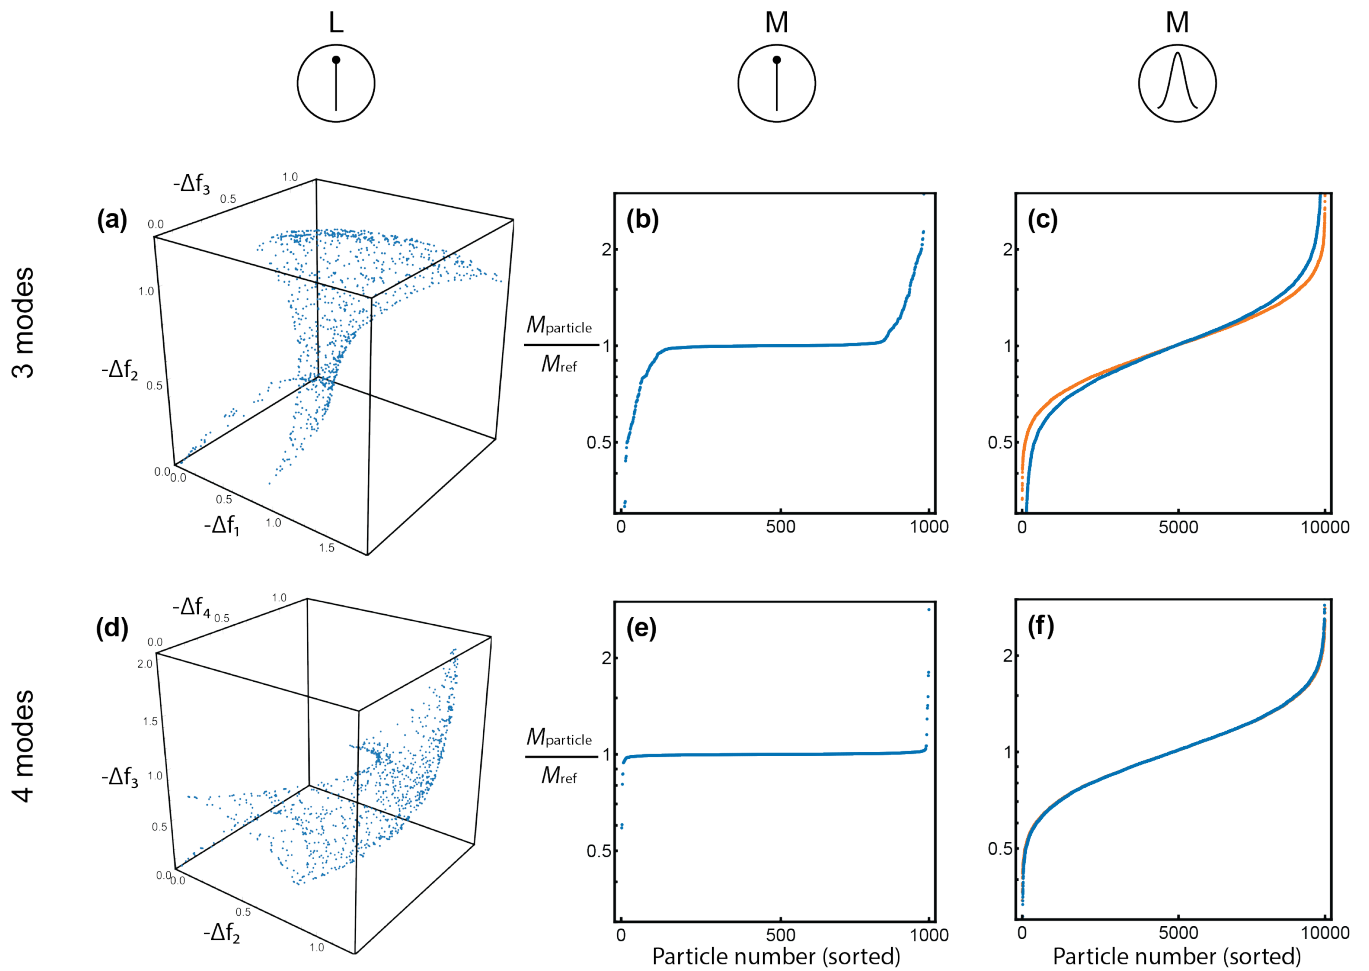 L
M
M
3 modes
(a)
-Δf3
1.0
0.5
0.0
1.0
-Δf2
0.5
0.0
0.0
0.5
-Δf1
1.0
1.5
(b)
2
1
0.5
Mparticle
Mref
0
500
1000
(c)
2
1
0.5
0
5000
10000
4 modes
(d)
-Δf4
1.0
0.5
0.0
2.0
1.5
-Δf3
1.0
0.5
0.0
0.0
0.5
-Δf2
1.0
(e)
2
1
0.5
Mparticle
Mref
0
500
1000
Particle number (sorted)
(f)
2
1
0.5
0
5000
10000
Particle number (sorted)